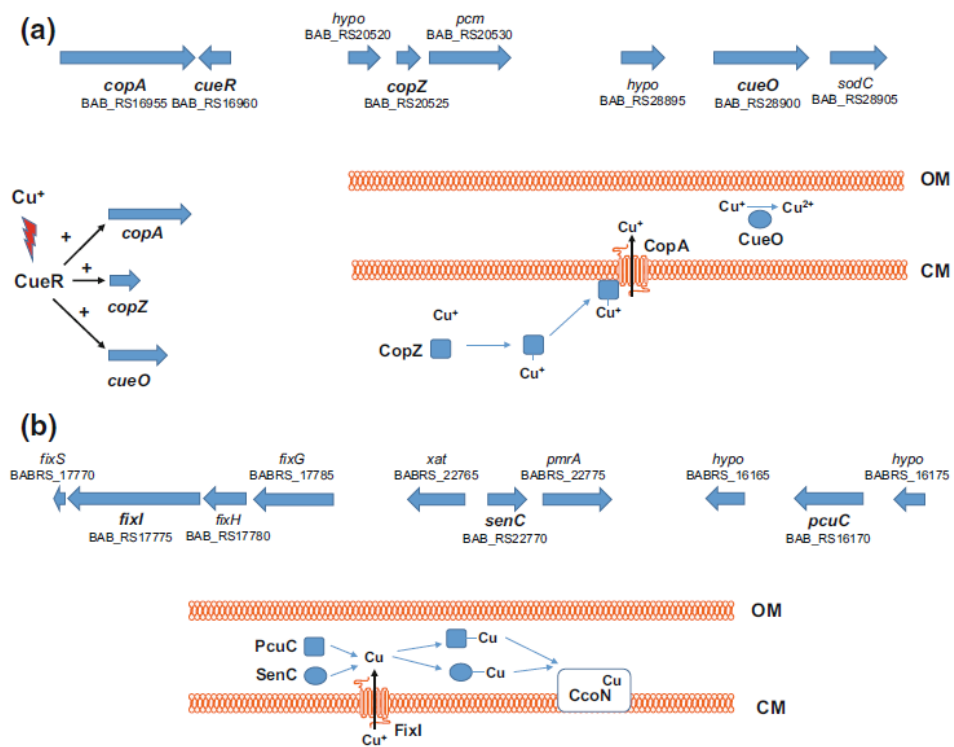 (a)
hypo
BAB_RS20520
pcm
BAB_RS20530
copA
BAB_RS16955
cueR
BAB_RS16960
copZ
BAB_RS20525
hypo
BAB_RS28895
cueO
BAB_RS28900
sodC
BAB_RS28905
Cu+
CueR
+
copA
+
copZ
+
cueO
OM
Cu+
Cu2+
CueO
Cu+
CopA
CM
Cu+
Cu+
CopZ
Cu+
(b)
fixS
BABRS_17770
fixG
BABRS_17785
xat
BABRS_22765
pmrA
BABRS_22775
hypo
BABRS_16165
hypo
BABRS_16175
fixI
BAB_RS17775
fixH
BAB_RS17780
senC
BAB_RS22770
pcuC
BAB_RS16170
OM
PcuC
SenC
Cu
Cu
Cu
Cu
CcoN
CM
FixI
Cu+